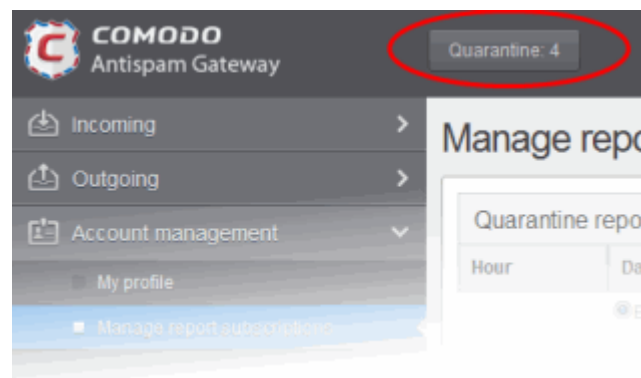 COMODO
Antispam Gateway
Quarantine: 4
Incoming
Outgoing
Account management
My profile
Manage report subscriptions
Manage repo
Quarantine repo
Hour Da